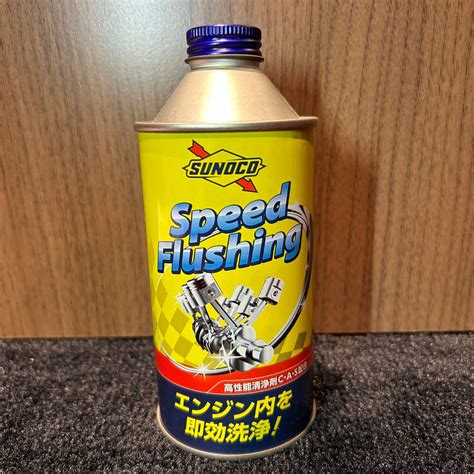 SUNOCO
Speed
Flushing
高性能清浄剤C・A・S配合
エンジン内を
即効洗浄!